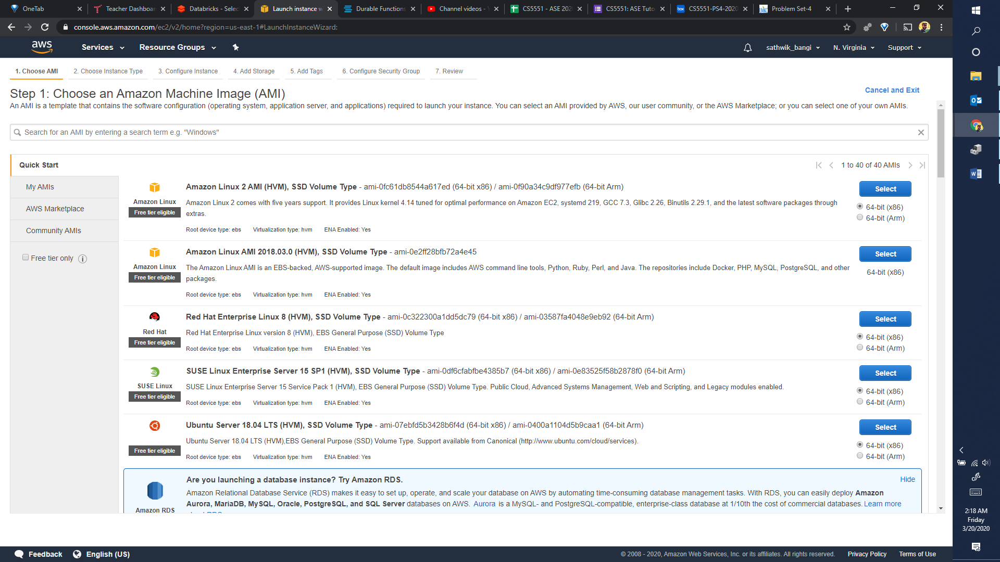 OneTab
Teacher Dashboar
Databricks - Selec
Launch instance w
Durable Functions
Channel videos - Y
CS5551 - ASE 202
CS5551: ASE Tuto
CS5551-PS4-2020
Problem Set-4
console.aws.amazon.com/ec2/v2/home?region=us-east-1#LaunchInstanceWizard:
aws
Services
Resource Groups
sathwik_bangi
N. Virginia
Support
1. Choose AMI
2. Choose Instance Type
3. Configure Instance
4. Add Storage
5. Add Tags
6. Configure Security Group
7. Review
Step 1: Choose an Amazon Machine Image (AMI)
Cancel and Exit
An AMI is a template that contains the software configuration (operating system, application server, and applications) required to launch your instance. You can select an AMI provided by AWS, our user community, or the AWS Marketplace; or you can select one of your own AMIs.
Search for an AMI by entering a search term e.g. "Windows"
Quick Start
1 to 40 of 40 AMIs
My AMIs
AWS Marketplace
Community AMIs
Free tier only
Amazon Linux
Free tier eligible
Amazon Linux 2 AMI (HVM), SSD Volume Type - ami-0fc61db8544a617ed (64-bit x86) / ami-0f90a34c9df977efb (64-bit Arm)
Amazon Linux 2 comes with five years support. It provides Linux kernel 4.14 tuned for optimal performance on Amazon EC2, systemd 219, GCC 7.3, Glibc 2.26, Binutils 2.29.1, and the latest software packages through
extras.
Root device type: ebs Virtualization type: hvm ENA Enabled: Yes
Select
64-bit (x86)
64-bit (Arm)
Amazon Linux
Free tier eligible
Amazon Linux AMI 2018.03.0 (HVM), SSD Volume Type - ami-0e2ff28bfb72a4e45
The Amazon Linux AMI is an EBS-backed, AWS-supported image. The default image includes AWS command line tools, Python, Ruby, Perl, and Java. The repositories include Docker, PHP, MySQL, PostgreSQL, and other
packages.
Root device type: ebs Virtualization type: hvm ENA Enabled: Yes
Select
64-bit (x86)
Red Hat
Free tier eligible
Red Hat Enterprise Linux 8 (HVM), SSD Volume Type - ami-0c322300a1dd5dc79 (64-bit x86) / ami-03587fa4048e9eb92 (64-bit Arm)
Red Hat Enterprise Linux version 8 (HVM), EBS General Purpose (SSD) Volume Type
Root device type: ebs Virtualization type: hvm ENA Enabled: Yes
Select
64-bit (x86)
64-bit (Arm)
SUSE Linux
Free tier eligible
SUSE Linux Enterprise Server 15 SP1 (HVM), SSD Volume Type - ami-0df6cfabfbe4385b7 (64-bit x86) / ami-0e83525f58b2878f0 (64-bit Arm)
SUSE Linux Enterprise Server 15 Service Pack 1 (HVM), EBS General Purpose (SSD) Volume Type. Public Cloud, Advanced Systems Management, Web and Scripting, and Legacy modules enabled.
Root device type: ebs Virtualization type: hvm ENA Enabled: Yes
Select
64-bit (x86)
64-bit (Arm)
Free tier eligible
Ubuntu Server 18.04 LTS (HVM), SSD Volume Type - ami-07ebfd5b3428b6f4d (64-bit x86) / ami-0400a1104d5b9caa1 (64-bit Arm)
Ubuntu Server 18.04 LTS (HVM),EBS General Purpose (SSD) Volume Type. Support available from Canonical (http://www.ubuntu.com/cloud/services).
Root device type: ebs Virtualization type: hvm ENA Enabled: Yes
Select
64-bit (x86)
64-bit (Arm)
Amazon RDS
Are you launching a database instance? Try Amazon RDS.
Hide
Amazon Relational Database Service (RDS) makes it easy to set up, operate, and scale your database on AWS by automating time-consuming database management tasks. With RDS, you can easily deploy Amazon
Aurora, MariaDB, MySQL, Oracle, PostgreSQL, and SQL Server databases on AWS. Aurora is a MySQL- and PostgreSQL-compatible, enterprise-class database at 1/10th the cost of commercial databases. Learn more
Feedback
English (US)
© 2008 - 2020, Amazon Web Services, Inc. or its affiliates. All rights reserved.
Privacy Policy
Terms of Use
2:18 AM
Friday
3/20/2020